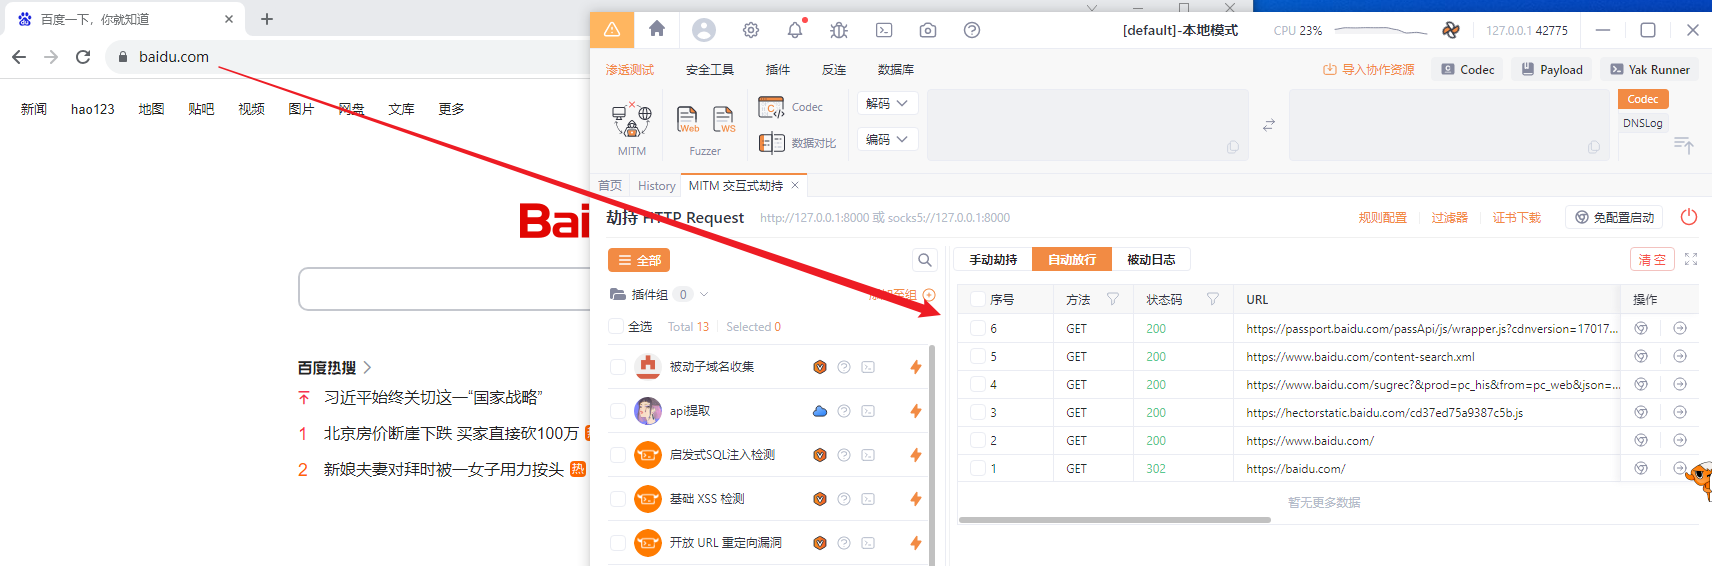 百度一下，你就知道
baidu.com
新闻 hao123 地图 贴吧 视频 图片 网盘 文库 更多
Bai
百度热搜
习近平始终关切这一“国家战略”
1 北京房价断崖下跌 买家直接砍100万
2 新娘夫妻对拜时被一女子用力按头 热
[default]-本地模式 CPU 23% 127.0.0.1 42775
渗透测试 安全工具 插件 反连 数据库 导入协作资源 Codec Payload Yak Runner
MITM
Web WS
Fuzzer
Codec
数据对比
解码
编码
Codec
DNSLog
首页 History MITM 交互式劫持
劫持 HTTP Request http://127.0.0.1:8000 或 socks5://127.0.0.1:8000 规则配置 过滤器 证书下载 免配置启动
全部
插件组 0
全选 Total 13 Selected 0
被动子域名收集
api提取
启发式SQL注入检测
基础 XSS 检测
开放 URL 重定向漏洞
手动劫持 自动放行 被动日志 清空
序号 方法 状态码 URL 操作
6 GET 200 https://passport.baidu.com/passApi/js/wrapper.js?cdnversion=17017...
5 GET 200 https://www.baidu.com/content-search.xml
4 GET 200 https://www.baidu.com/sugrec?&prod=pc_his&from=pc_web&json=...
3 GET 200 https://hectorstatic.baidu.com/cd37ed75a9387c5b.js
2 GET 200 https://www.baidu.com/
1 GET 302 https://baidu.com/
暂无更多数据